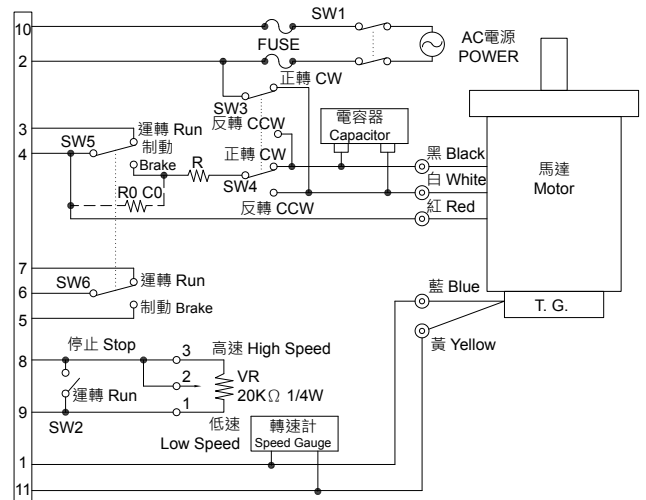 10
SW1
FUSE
AC電源
POWER
2
正轉 CW
SW3
反轉 CCW
電容器
Capacitor
3
運轉 Run
4
SW5
制動
Brake
正轉 CW
R
SW4
R0 C0
反轉 CCW
黑 Black
白 White
紅 Red
馬達
Motor
7
運轉 Run
6
SW6
制動 Brake
5
藍 Blue
T. G.
黃 Yellow
8
停止 Stop
3
高速 High Speed
2
VR
20KΩ 1/4W
運轉 Run
1
9
SW2
低速
Low Speed
轉速計
Speed Gauge
1
11